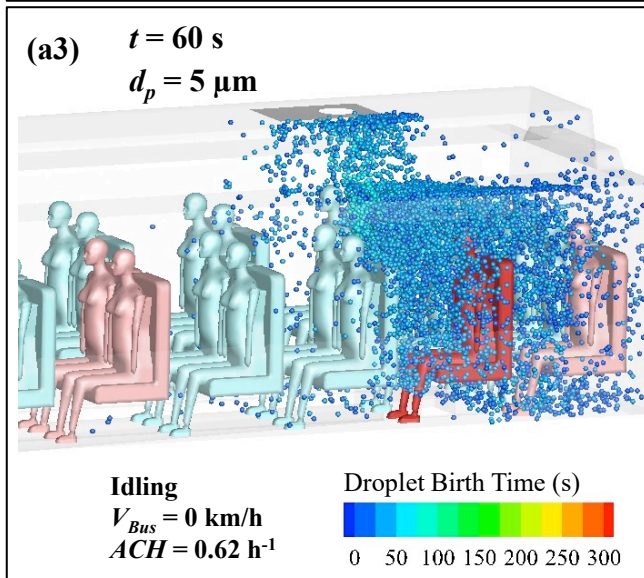 (a3)
t = 60 s
dₚ = 5 µm
Idling
V_Bus = 0 km/h
ACH = 0.62 h⁻¹
Droplet Birth Time (s)
0 50 100 150 200 250 300